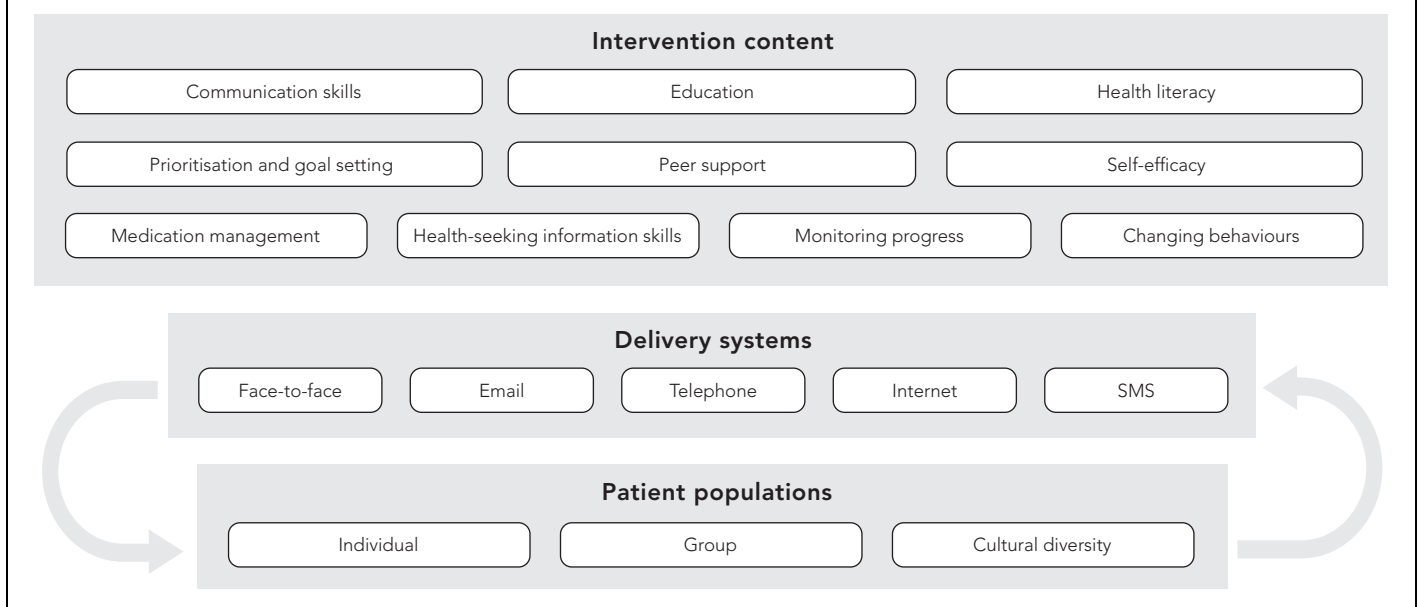 Intervention content
Communication skills
Education
Health literacy
Prioritisation and goal setting
Peer support
Self-efficacy
Medication management
Health-seeking information skills
Monitoring progress
Changing behaviours
Delivery systems
Face-to-face
Email
Telephone
Internet
SMS
Patient populations
Individual
Group
Cultural diversity